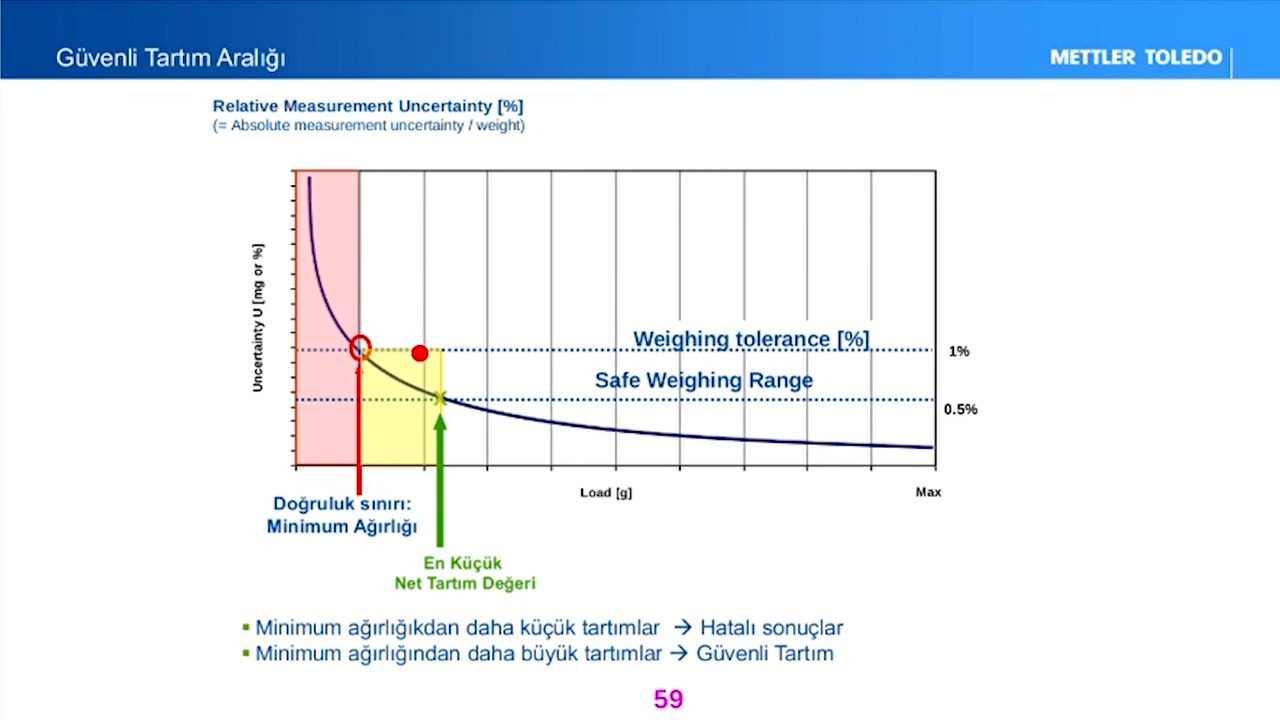 Güvenli Tartım Aralığı
METTLER TOLEDO
Relative Measurement Uncertainty [%]
(= Absolute measurement uncertainty / weight)
Uncertainty U [mg or %]
Weighing tolerance [%]
1%
Safe Weighing Range
0.5%
Load [g]
Max
Doğruluk sınırı:
Minimum Ağırlığı
En Küçük
Net Tartım Değeri
▪ Minimum ağırlığıkdan daha küçük tartımlar → Hatalı sonuçlar
▪ Minimum ağırlığından daha büyük tartımlar → Güvenli Tartım
59